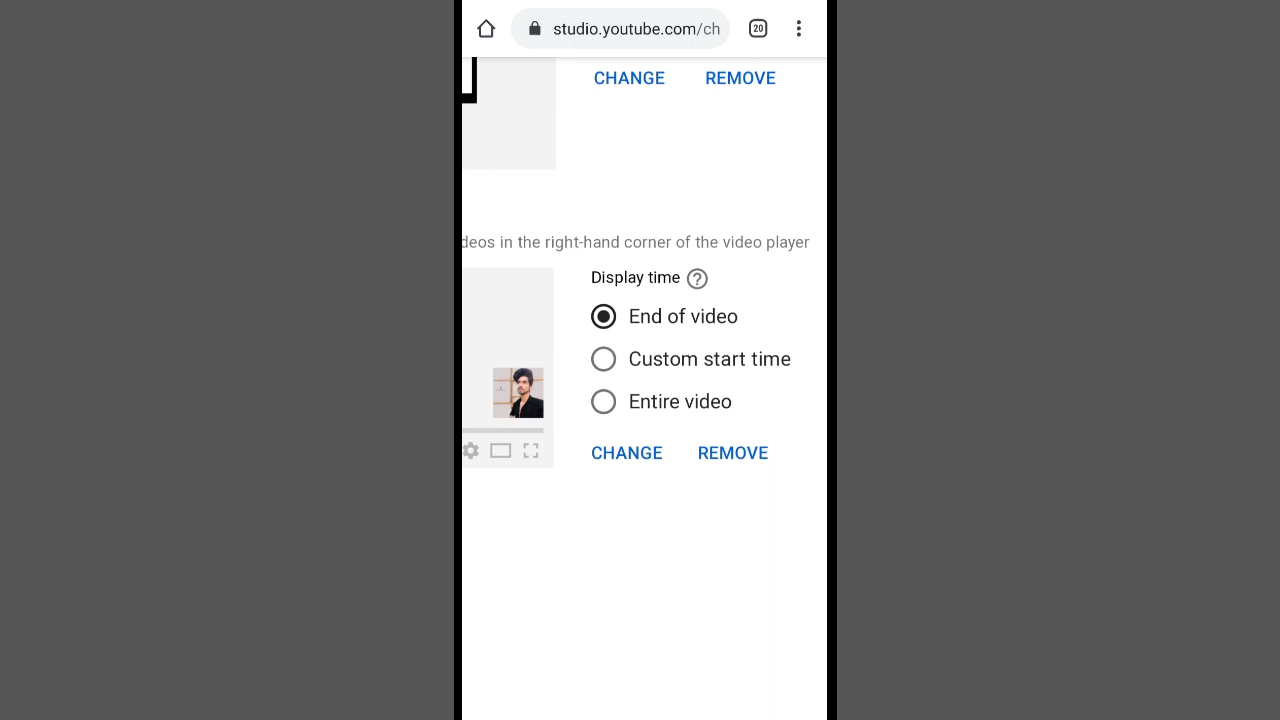 studio.youtube.com/ch
20
CHANGE REMOVE
deos in the right-hand corner of the video player
Display time
End of video
Custom start time
Entire video
CHANGE REMOVE